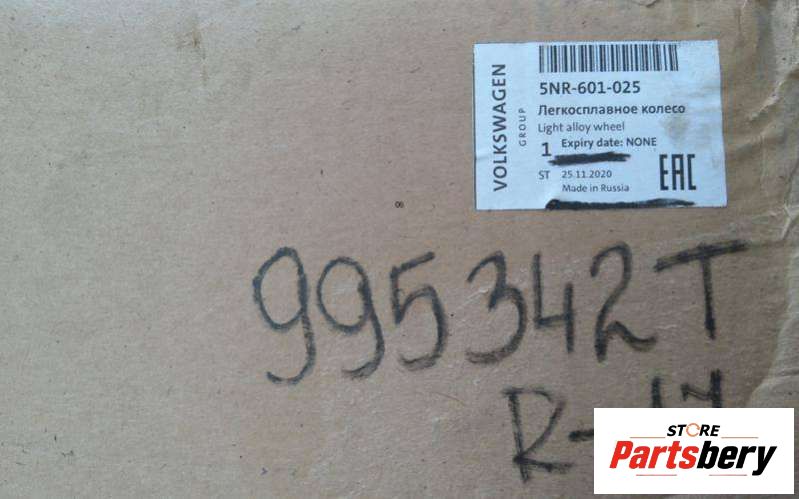 VOLKSWAGEN
GROUP
5NR-601-025
Легкосплавное колесо
Light alloy wheel
1 Expiry date: NONE
ST 25.11.2020
Made in Russia
EAC
995342T
R-17
STORE
Partsbery